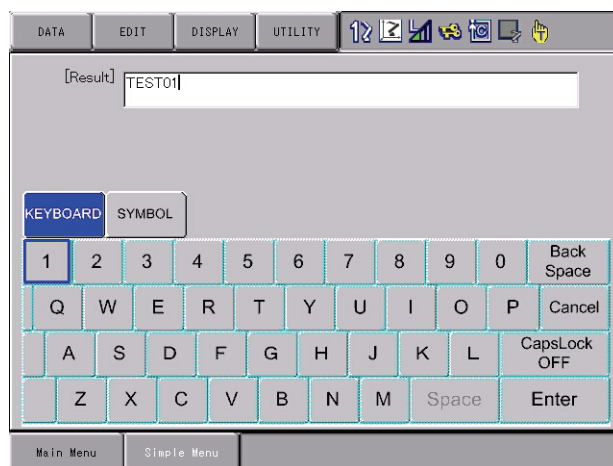 DATA EDIT DISPLAY UTILITY
[Result] TEST01
KEYBOARD SYMBOL
1 2 3 4 5 6 7 8 9 0 Back Space
Q W E R T Y U I O P Cancel
A S D F G H J K L CapsLock OFF
Z X C V B N M Space Enter
Main Menu Simple Menu